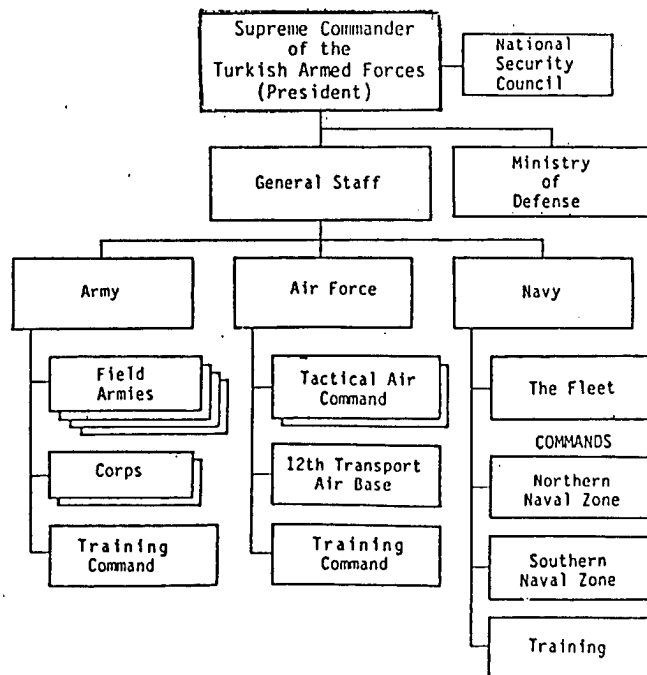 Supreme Commander
of the
Turkish Armed Forces
(President)
National
Security
Council
General Staff
Ministry
of
Defense
Army
Air Force
Navy
Field
Armies
Tactical Air
Command
The Fleet
COMMANDS
Corps
12th Transport
Air Base
Northern
Naval Zone
Training
Command
Training
Command
Southern
Naval Zone
Training